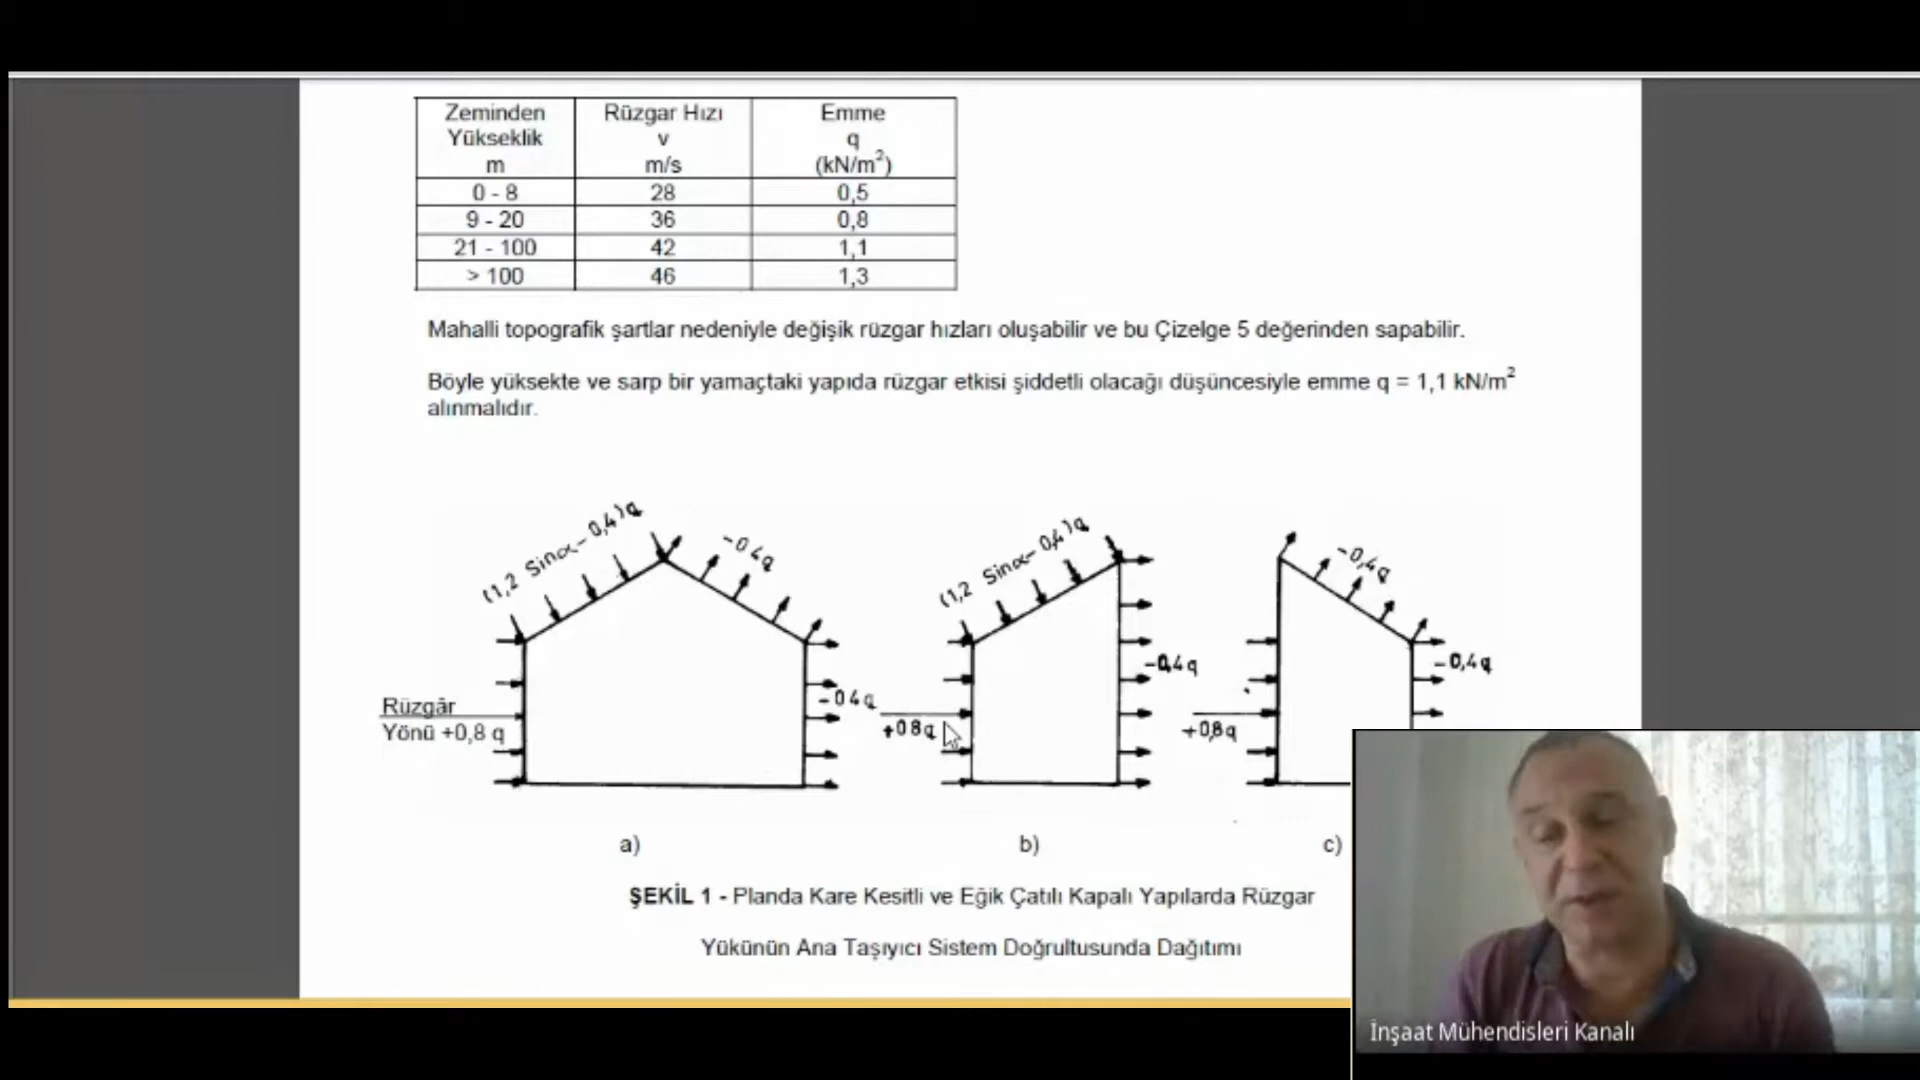 Zeminden Yükseklik m | Rüzgar Hızı v m/s | Emme q (kN/m²)
0 - 8 | 28 | 0,5
9 - 20 | 36 | 0,8
21 - 100 | 42 | 1,1
> 100 | 46 | 1,3
Mahalli topografik şartlar nedeniyle değişik rüzgar hızları oluşabilir ve bu Çizelge 5 değerinden sapabilir.
Böyle yüksekte ve sarp bir yamaçtaki yapıda rüzgar etkisi şiddetli olacağı düşüncesiyle emme q = 1,1 kN/m²
alınmalıdır.
(1,2 Sinα - 0,4)q
-0 4q
Rüzgâr
Yönü +0,8 q
-0 4q
a)
(1,2 Sinα - 0,4)q
-0,4q
+0 8q
b)
-0,4q
-0,4q
+0,8q
c)
ŞEKİL 1 - Planda Kare Kesitli ve Eğik Çatılı Kapalı Yapılarda Rüzgar
Yükünün Ana Taşıyıcı Sistem Doğrultusunda Dağıtımı
İnşaat Mühendisleri Kanalı